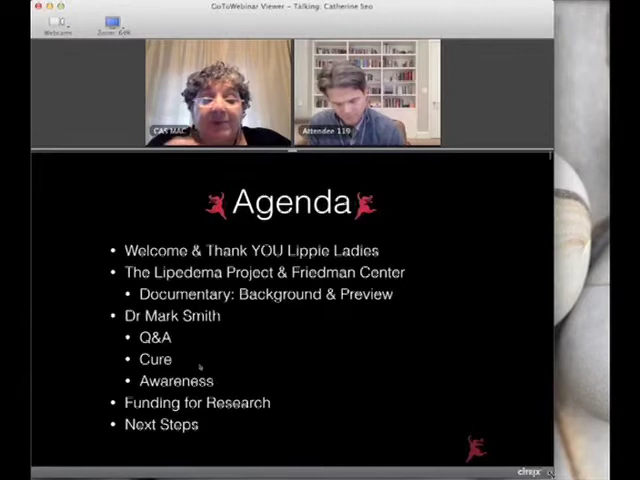 GoToWebinar Viewer - Talking: Catherine Seo
Webcams
Zoom: 64%
CAS MAC
Attendee 119
Agenda
• Welcome & Thank YOU Lippie Ladies
• The Lipedema Project & Friedman Center
• Documentary: Background & Preview
• Dr Mark Smith
• Q&A
• Cure
• Awareness
• Funding for Research
• Next Steps
citrix